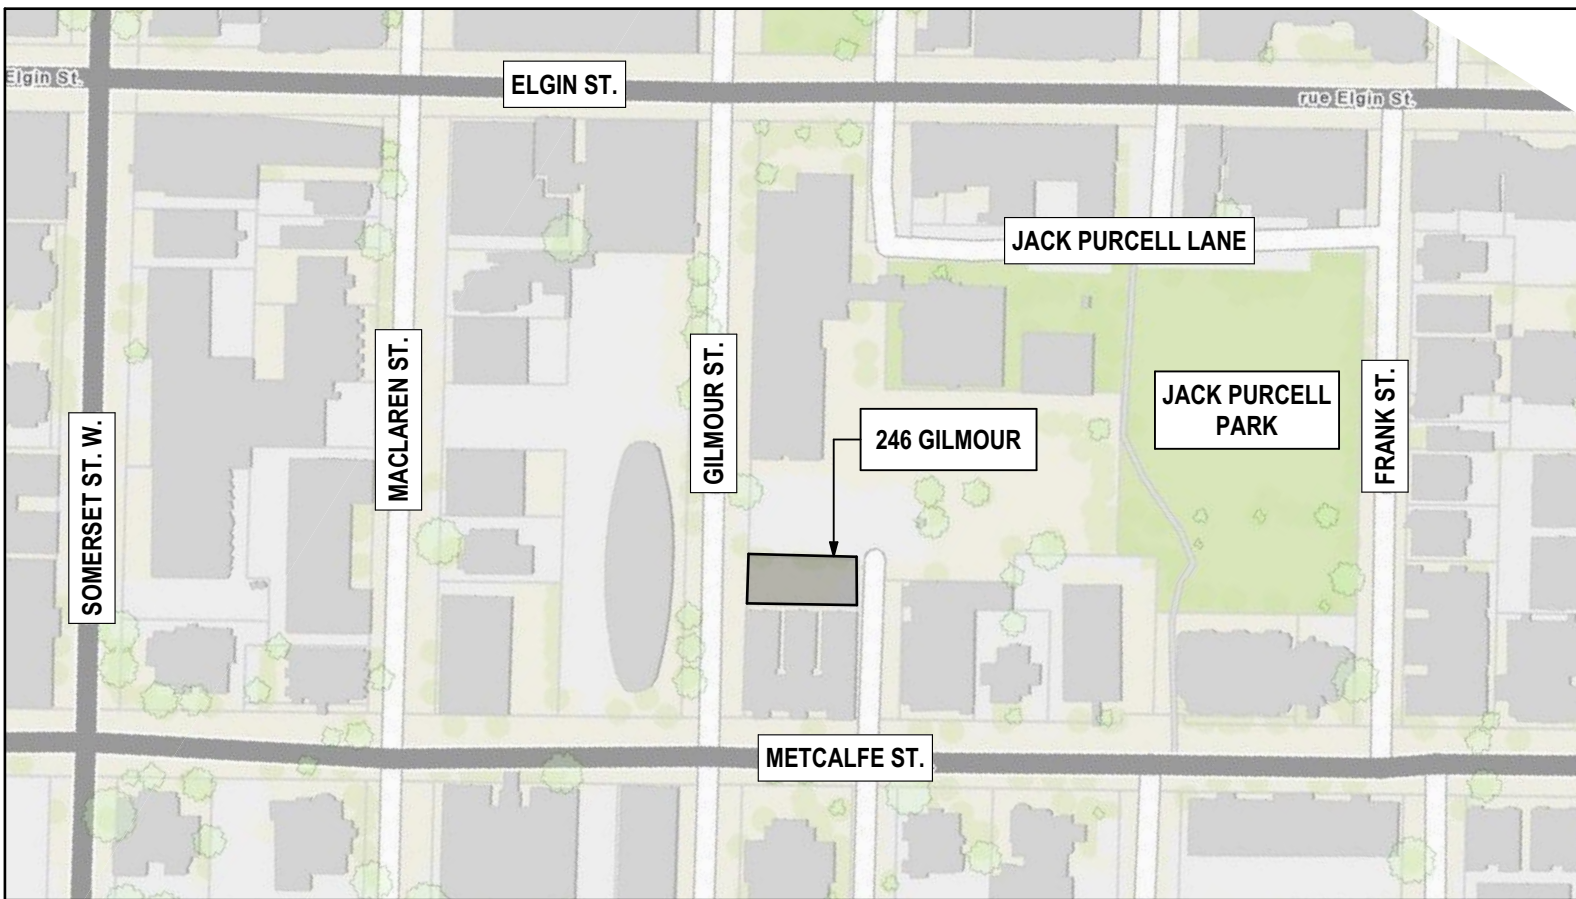 Elgin St.
ELGIN ST.
rue Elgin St.
JACK PURCELL LANE
MACLAREN ST.
GILMOUR ST.
FRANK ST.
JACK PURCELL
PARK
246 GILMOUR
SOMERSET ST. W.
METCALFE ST.